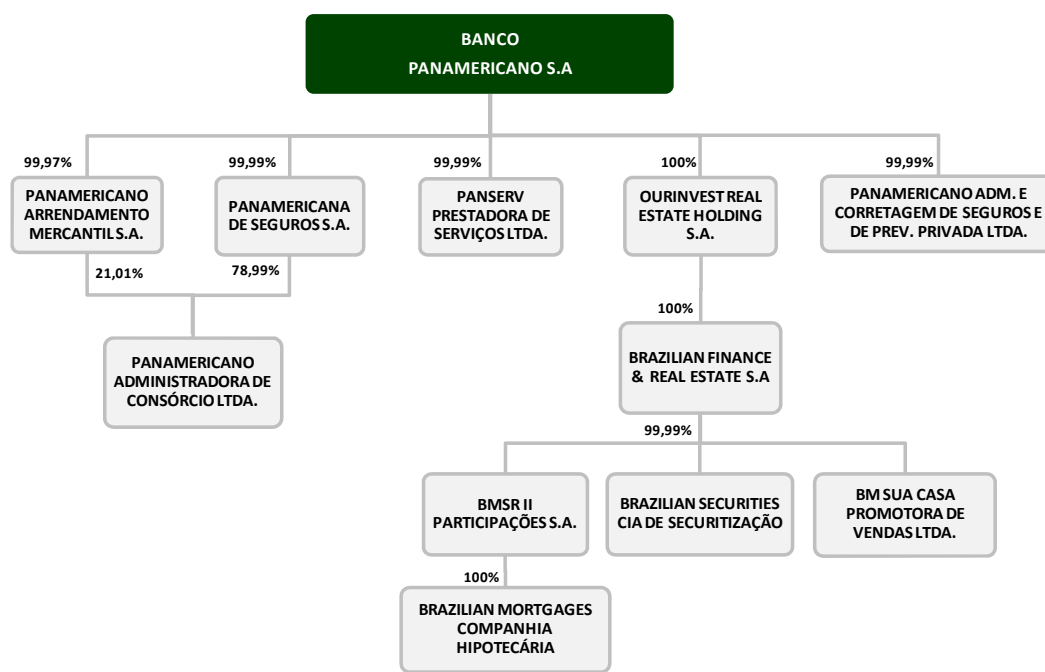 BANCO
PANAMERICANO S.A
99,97%
99,99%
99,99%
100%
99,99%
PANAMERICANO
ARRENDAMENTO
MERCANTIL S.A.
PANAMERICANA
DE SEGUROS S.A.
PANSERV
PRESTADORA DE
SERVIÇOS LTDA.
OURINVEST REAL
ESTATE HOLDING
S.A.
PANAMERICANO ADM. E
CORRETAGEM DE SEGUROS E
DE PREV. PRIVADA LTDA.
21,01%
78,99%
100%
PANAMERICANO
ADMINISTRADORA DE
CONSÓRCIO LTDA.
BRAZILIAN FINANCE
& REAL ESTATE S.A
99,99%
BMSR II
PARTICIPAÇÕES S.A.
BRAZILIAN SECURITIES
CIA DE SECURITIZAÇÃO
BM SUA CASA
PROMOTORA DE
VENDAS LTDA.
100%
BRAZILIAN MORTGAGES
COMPANHIA
HIPOTECÁRIA